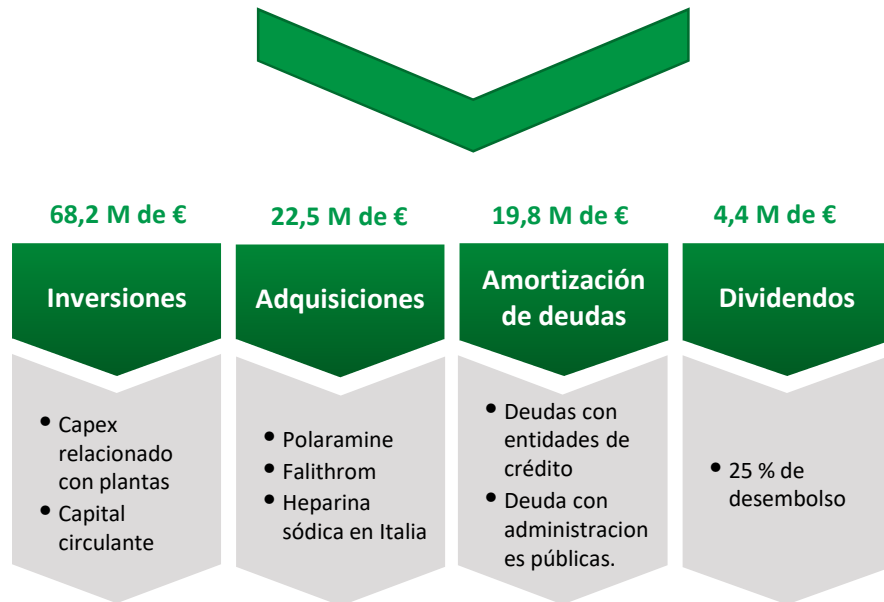 68,2 M de €
22,5 M de €
19,8 M de €
4,4 M de €
Inversiones
Adquisiciones
Amortización
de deudas
Dividendos
• Capex
relacionado
con plantas
• Capital
circulante
• Polaramine
• Falithrom
• Heparina
sódica en Italia
• Deudas con
entidades de
crédito
• Deuda con
administracion
es públicas.
• 25 % de
desembolso